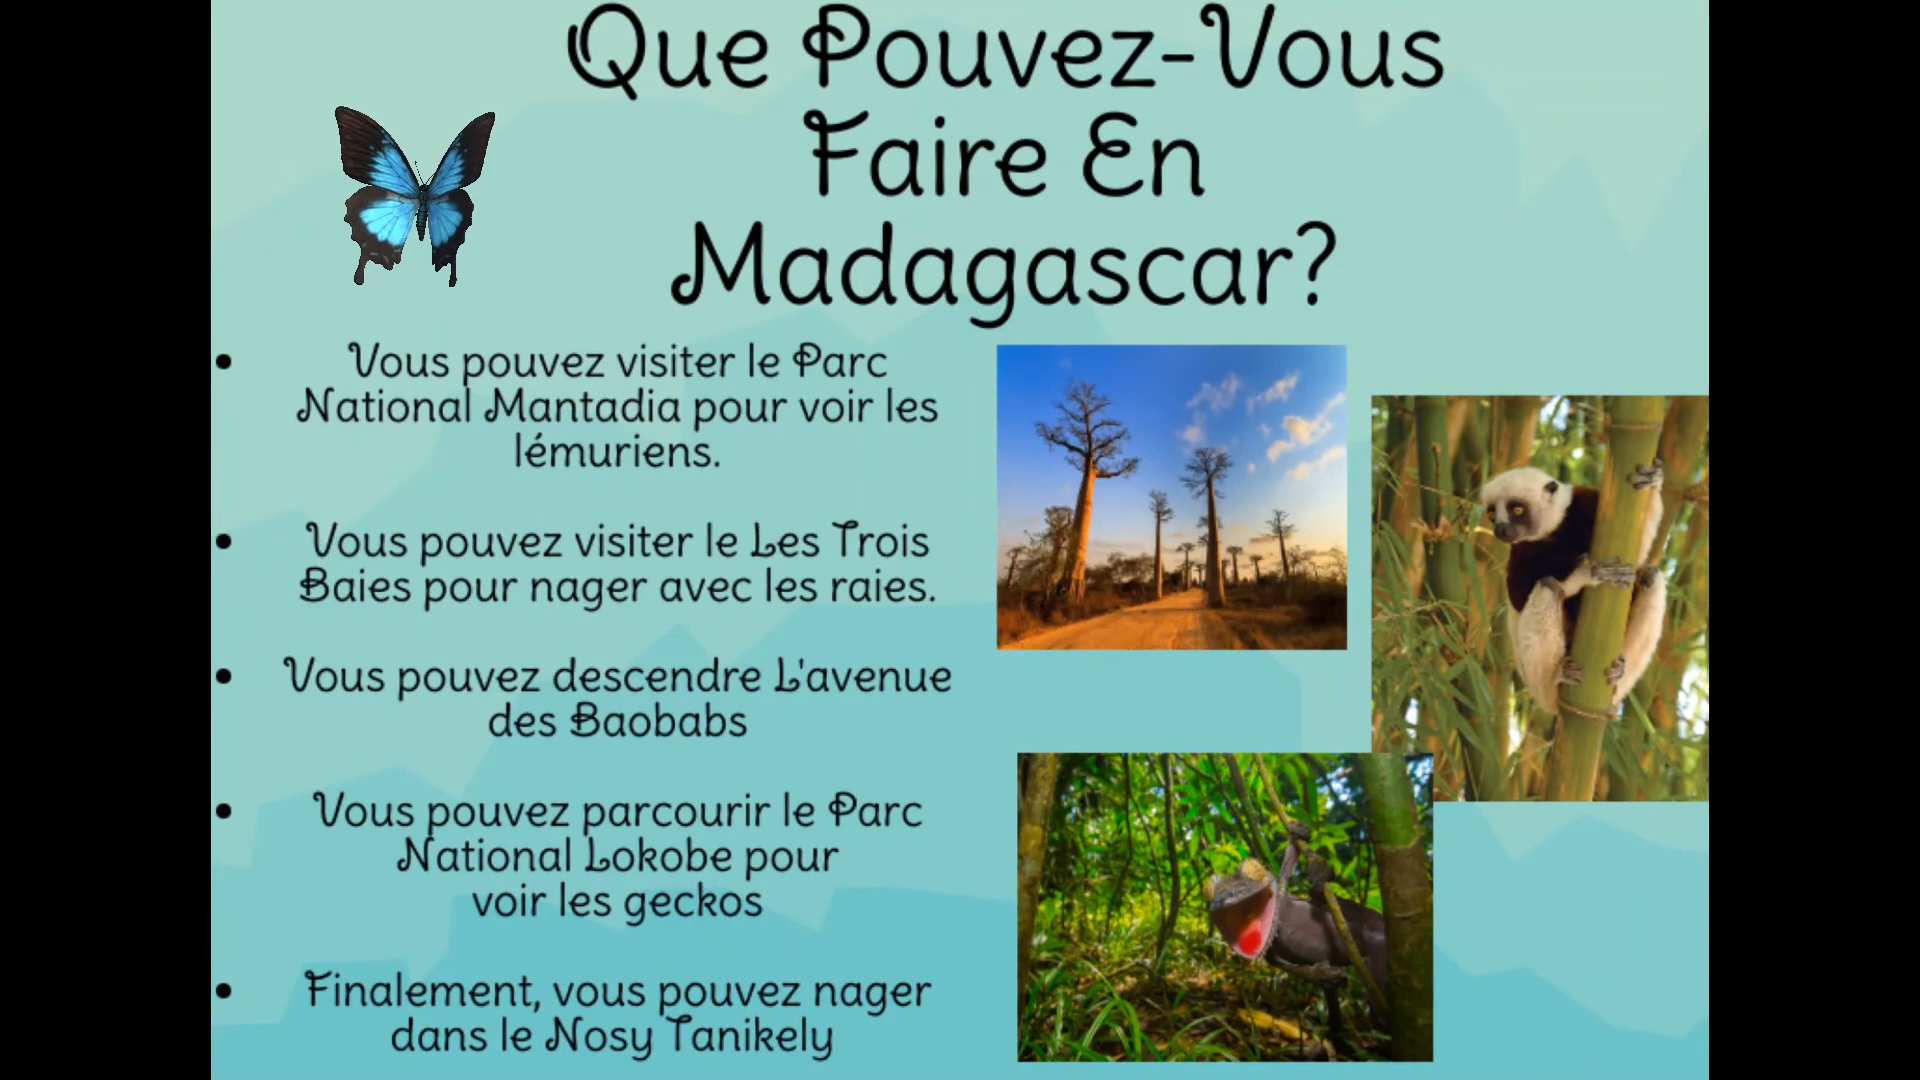 Que Pouvez-Vous
Faire En
Madagascar?
• Vous pouvez visiter le Parc
National Mantadia pour voir les
lémuriens.
• Vous pouvez visiter le Les Trois
Baies pour nager avec les raies.
• Vous pouvez descendre L'avenue
des Baobabs
• Vous pouvez parcourir le Parc
National Lokobe pour
voir les geckos
• Finalement, vous pouvez nager
dans le Nosy Tanikely